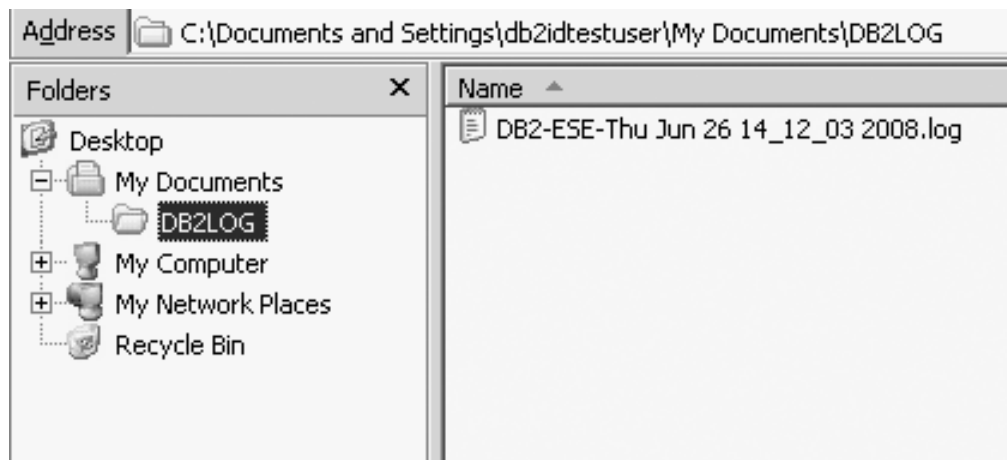 Address C:\Documents and Settings\db2idtestuser\My Documents\DB2LOG
Folders
Desktop
My Documents
DB2LOG
My Computer
My Network Places
Recycle Bin
Name
DB2-ESE-Thu Jun 26 14_12_03 2008.log